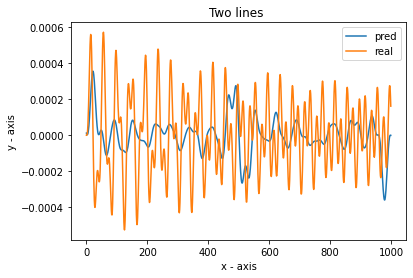 Two lines
pred
real
0.0006
0.0004
0.0002
0.0000
−0.0002
−0.0004
y - axis
0
200
400
600
800
1000
x - axis